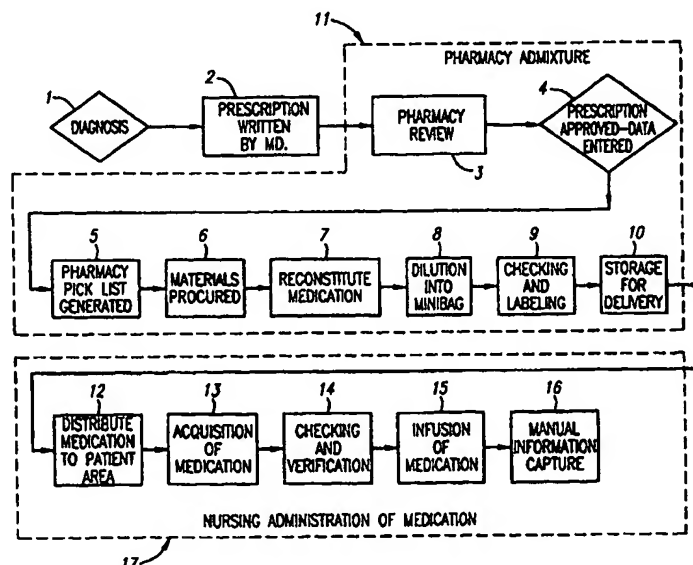 11
PHARMACY ADMIXTURE
1
DIAGNOSIS
2
PRESCRIPTION
WRITTEN
BY MD.
PHARMACY
REVIEW
3
4
PRESCRIPTION
APPROVED-DATA
ENTERED
5
PHARMACY
PICK LIST
GENERATED
6
MATERIALS
PROCURED
7
RECONSTITUTE
MEDICATION
8
DILUTION
INTO
MINIBAG
9
CHECKING
AND
LABELING
10
STORAGE
FOR
DELIVERY
12
DISTRIBUTE
MEDICATION
TO PATIENT
AREA
13
ACQUISITION
OF
MEDICATION
14
CHECKING
AND
VERIFICATION
15
INFUSION
OF
MEDICATION
16
MANUAL
INFORMATION
CAPTURE
NURSING ADMINISTRATION OF MEDICATION
17